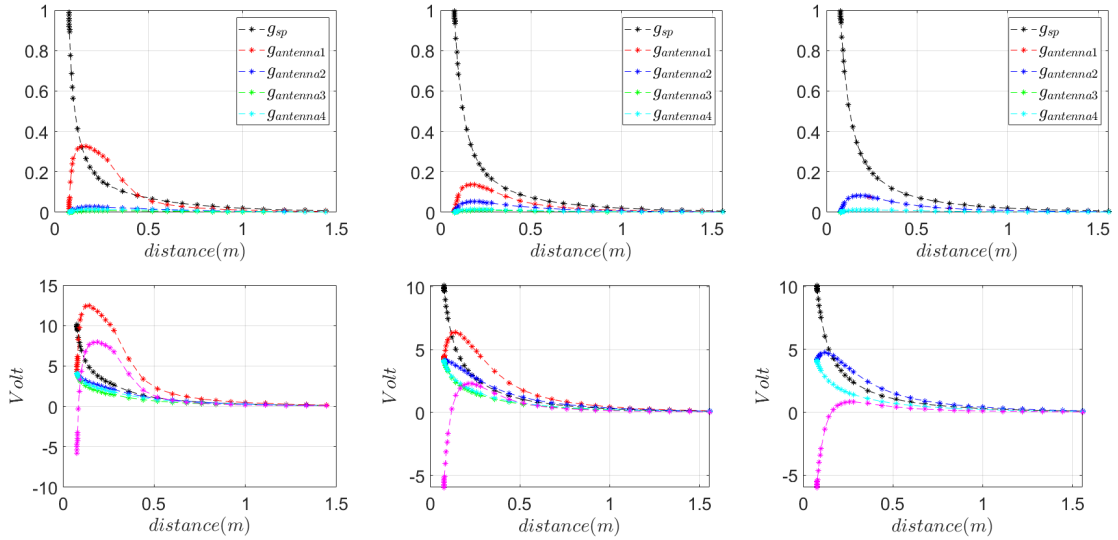 1
0.8
0.6
0.4
0.2
0
0 0.5 1 1.5
distance(m)
g_sp
g_antenna1
g_antenna2
g_antenna3
g_antenna4
1
0.8
0.6
0.4
0.2
0
0 0.5 1 1.5
distance(m)
g_sp
g_antenna1
g_antenna2
g_antenna3
g_antenna4
1
0.8
0.6
0.4
0.2
0
0 0.5 1 1.5
distance(m)
g_sp
g_antenna1
g_antenna2
g_antenna3
g_antenna4
15
10
5
0
-5
-10
Volt
0 0.5 1 1.5
distance(m)
10
5
0
-5
Volt
0 0.5 1 1.5
distance(m)
10
5
0
-5
Volt
0 0.5 1 1.5
distance(m)